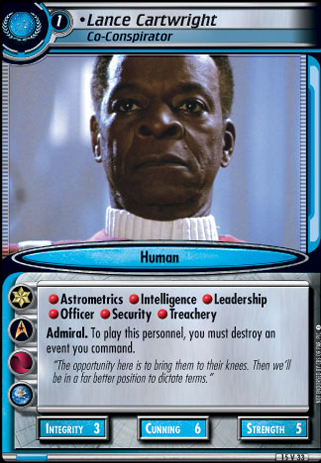 1 •Lance Cartwright
Co-Conspirator
Human
Astrometrics Intelligence Leadership
Officer Security Treachery
Admiral. To play this personnel, you must destroy an
event you command.
"The opportunity here is to bring them to their knees. Then we'll
be in a far better position to dictate terms."
Integrity 3 Cunning 6 Strength 5
15 V 33